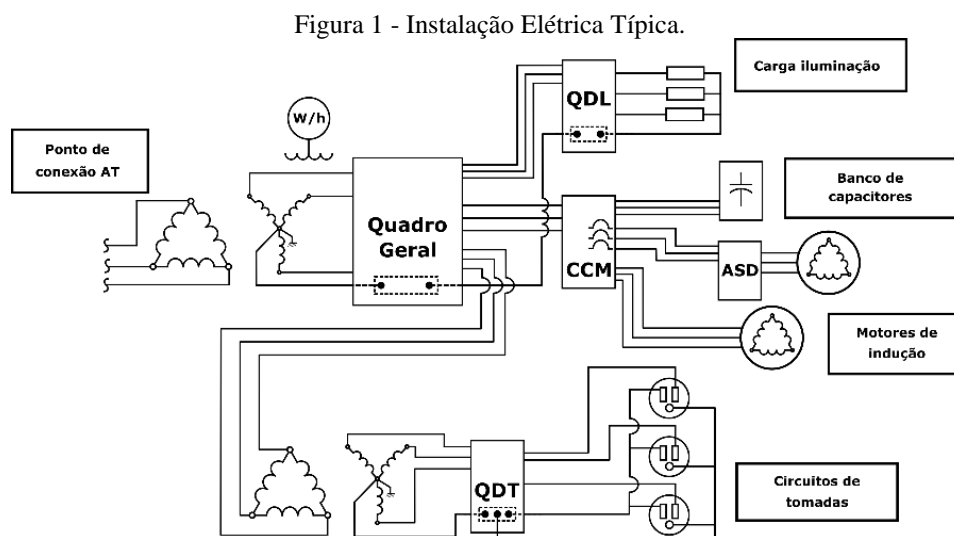 Figura 1 - Instalação Elétrica Típica.
Carga iluminação
QDL
W/h
Ponto de
conexão AT
Quadro
Geral
Banco de
capacitores
CCM
ASD
Motores de
indução
QDT
Circuitos de
tomadas